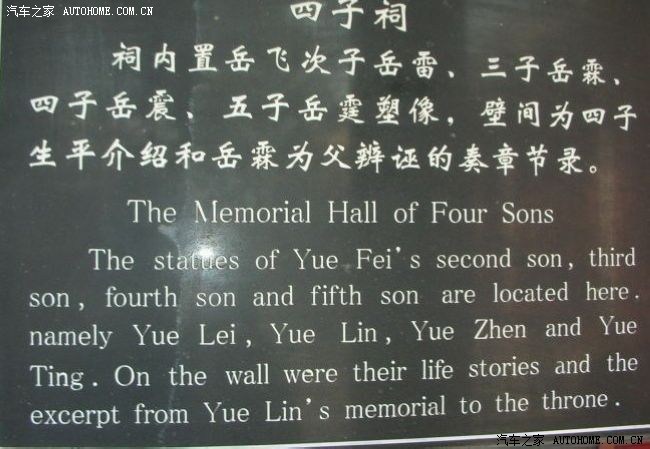 汽车之家 AUTOHOME.COM.CN
四子祠
祠内置岳飞次子岳雷、三子岳霖、
四子岳震、五子岳霆塑像，壁间为四子
生平介绍和岳霖为父辨诬的奏章节录。
The Memorial Hall of Four Sons
The statues of Yue Fei's second son, third
son, fourth son and fifth son are located here.
namely Yue Lei, Yue Lin, Yue Zhen and Yue
Ting. On the wall were their life stories and the
excerpt from Yue Lin's memorial to the throne.
汽车之家 AUTOHOME.COM.CN